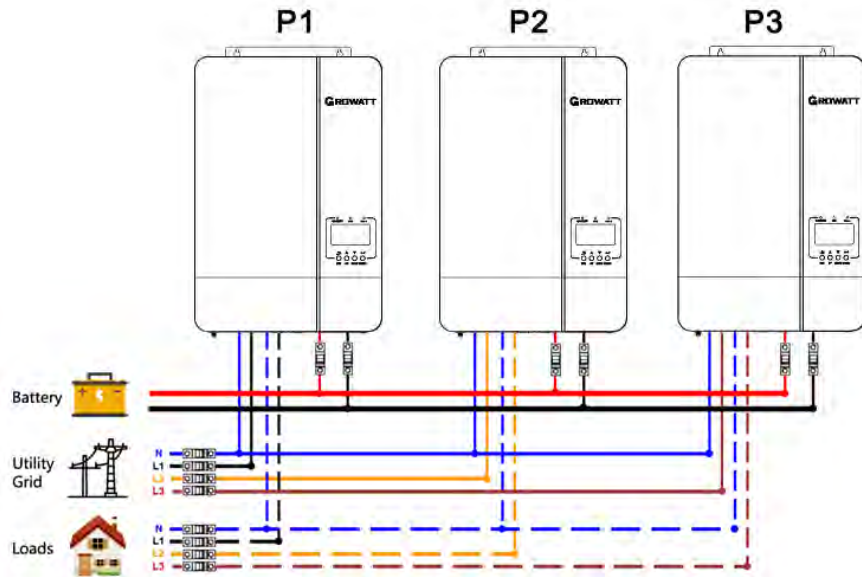 P1 P2 P3
GROWATT GROWATT GROWATT
Battery
Utility
Grid
N
L1
L2
L3
Loads
N
L1
L2
L3